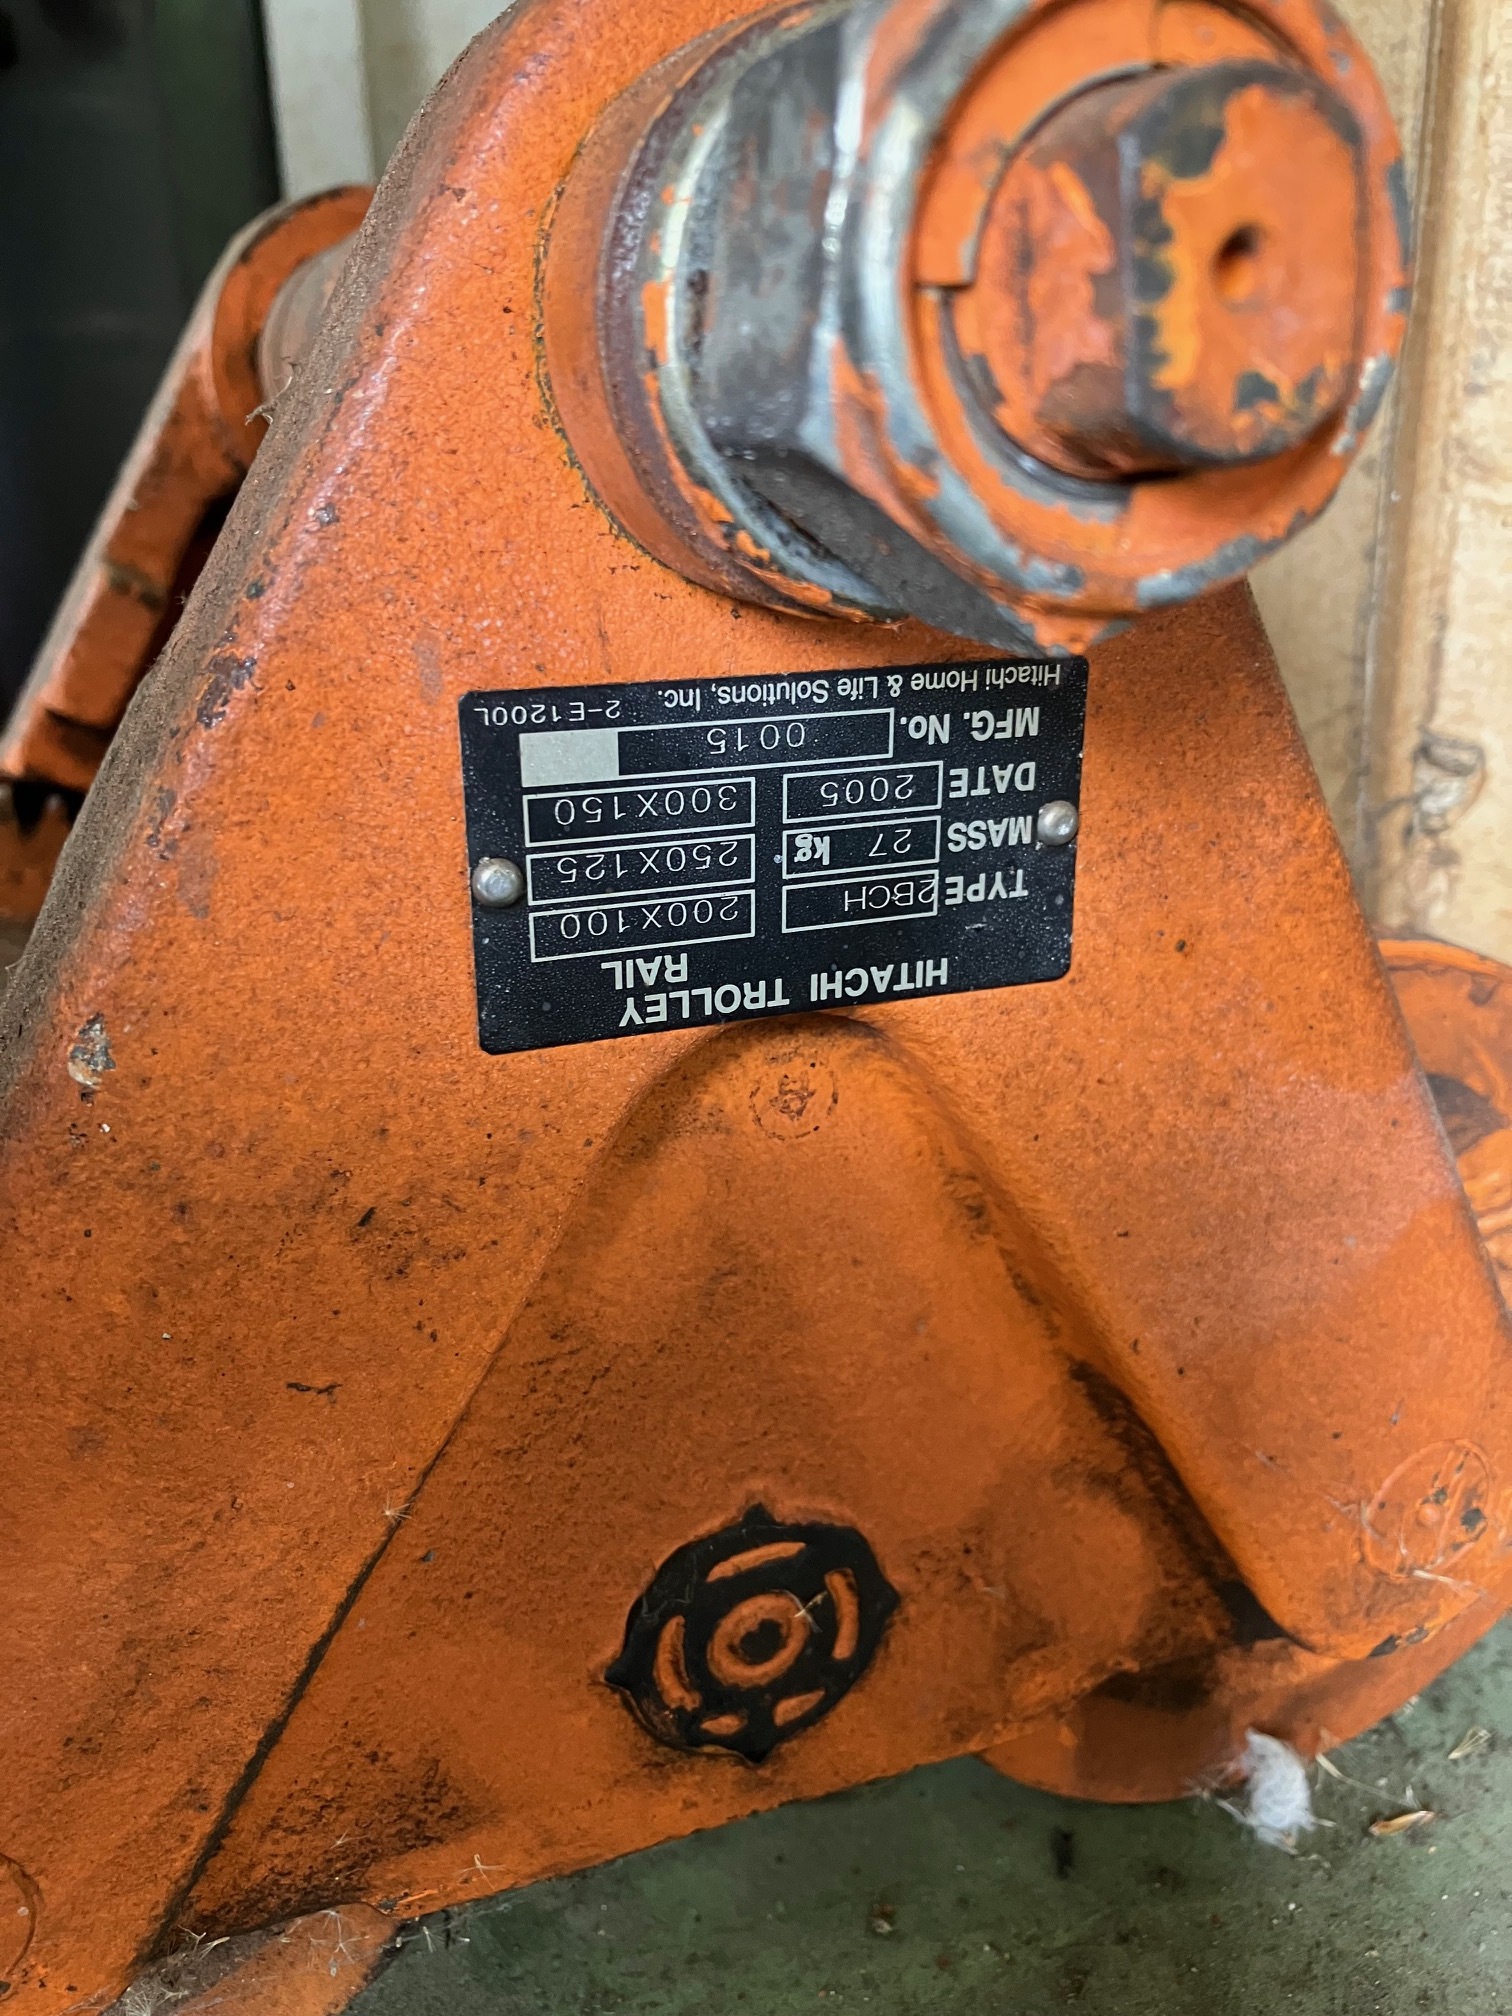 HITACHI TROLLEY
RAIL
TYPE 2BCH 200X100
MASS 27 kg 250X125
DATE 2005 300X150
MFG. No. 0015
Hitachi Home & Life Solutions, Inc. 2-E1200L